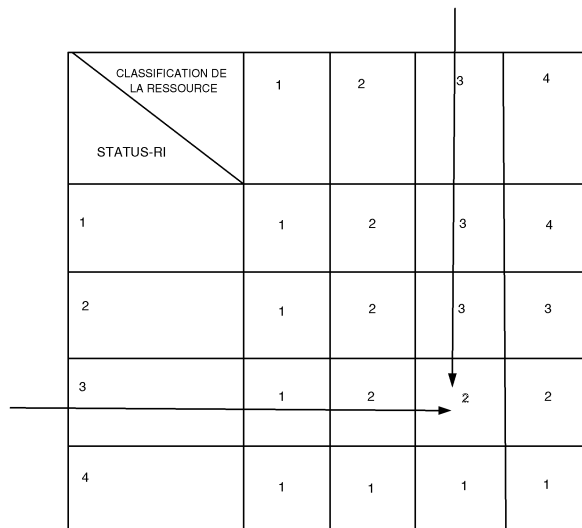 CLASSIFICATION DE
LA RESSOURCE
STATUS-RI
1 2 3 4
1 1 2 3 4
2 1 2 3 3
3 1 2 2 2
4 1 1 1 1